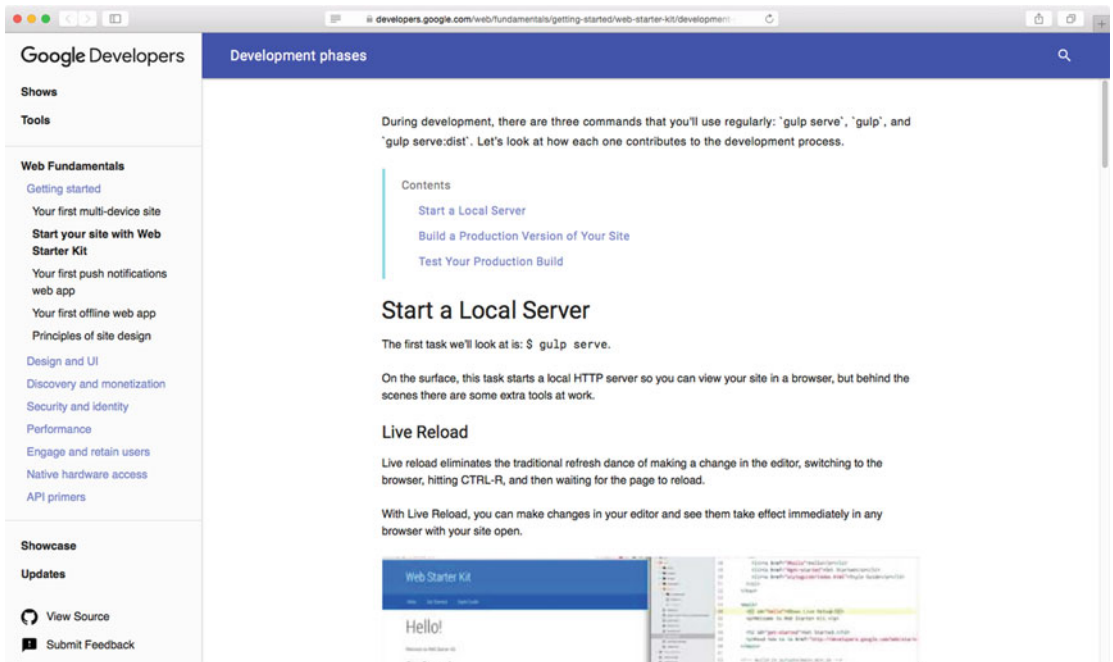 developers.google.com/web/fundamentals/getting-started/web-starter-kit/development-
Google Developers
Development phases
Shows
Tools
Web Fundamentals
Getting started
Your first multi-device site
Start your site with Web
Starter Kit
Your first push notifications
web app
Your first offline web app
Principles of site design
Design and UI
Discovery and monetization
Security and identity
Performance
Engage and retain users
Native hardware access
API primers
Showcase
Updates
View Source
Submit Feedback
During development, there are three commands that you'll use regularly: `gulp serve`, `gulp`, and
`gulp serve:dist`. Let's look at how each one contributes to the development process.
Contents
Start a Local Server
Build a Production Version of Your Site
Test Your Production Build
Start a Local Server
The first task we'll look at is: $ gulp serve.
On the surface, this task starts a local HTTP server so you can view your site in a browser, but behind the
scenes there are some extra tools at work.
Live Reload
Live reload eliminates the traditional refresh dance of making a change in the editor, switching to the
browser, hitting CTRL-R, and then waiting for the page to reload.
With Live Reload, you can make changes in your editor and see them take effect immediately in any
browser with your site open.
Web Starter Kit
Hello!